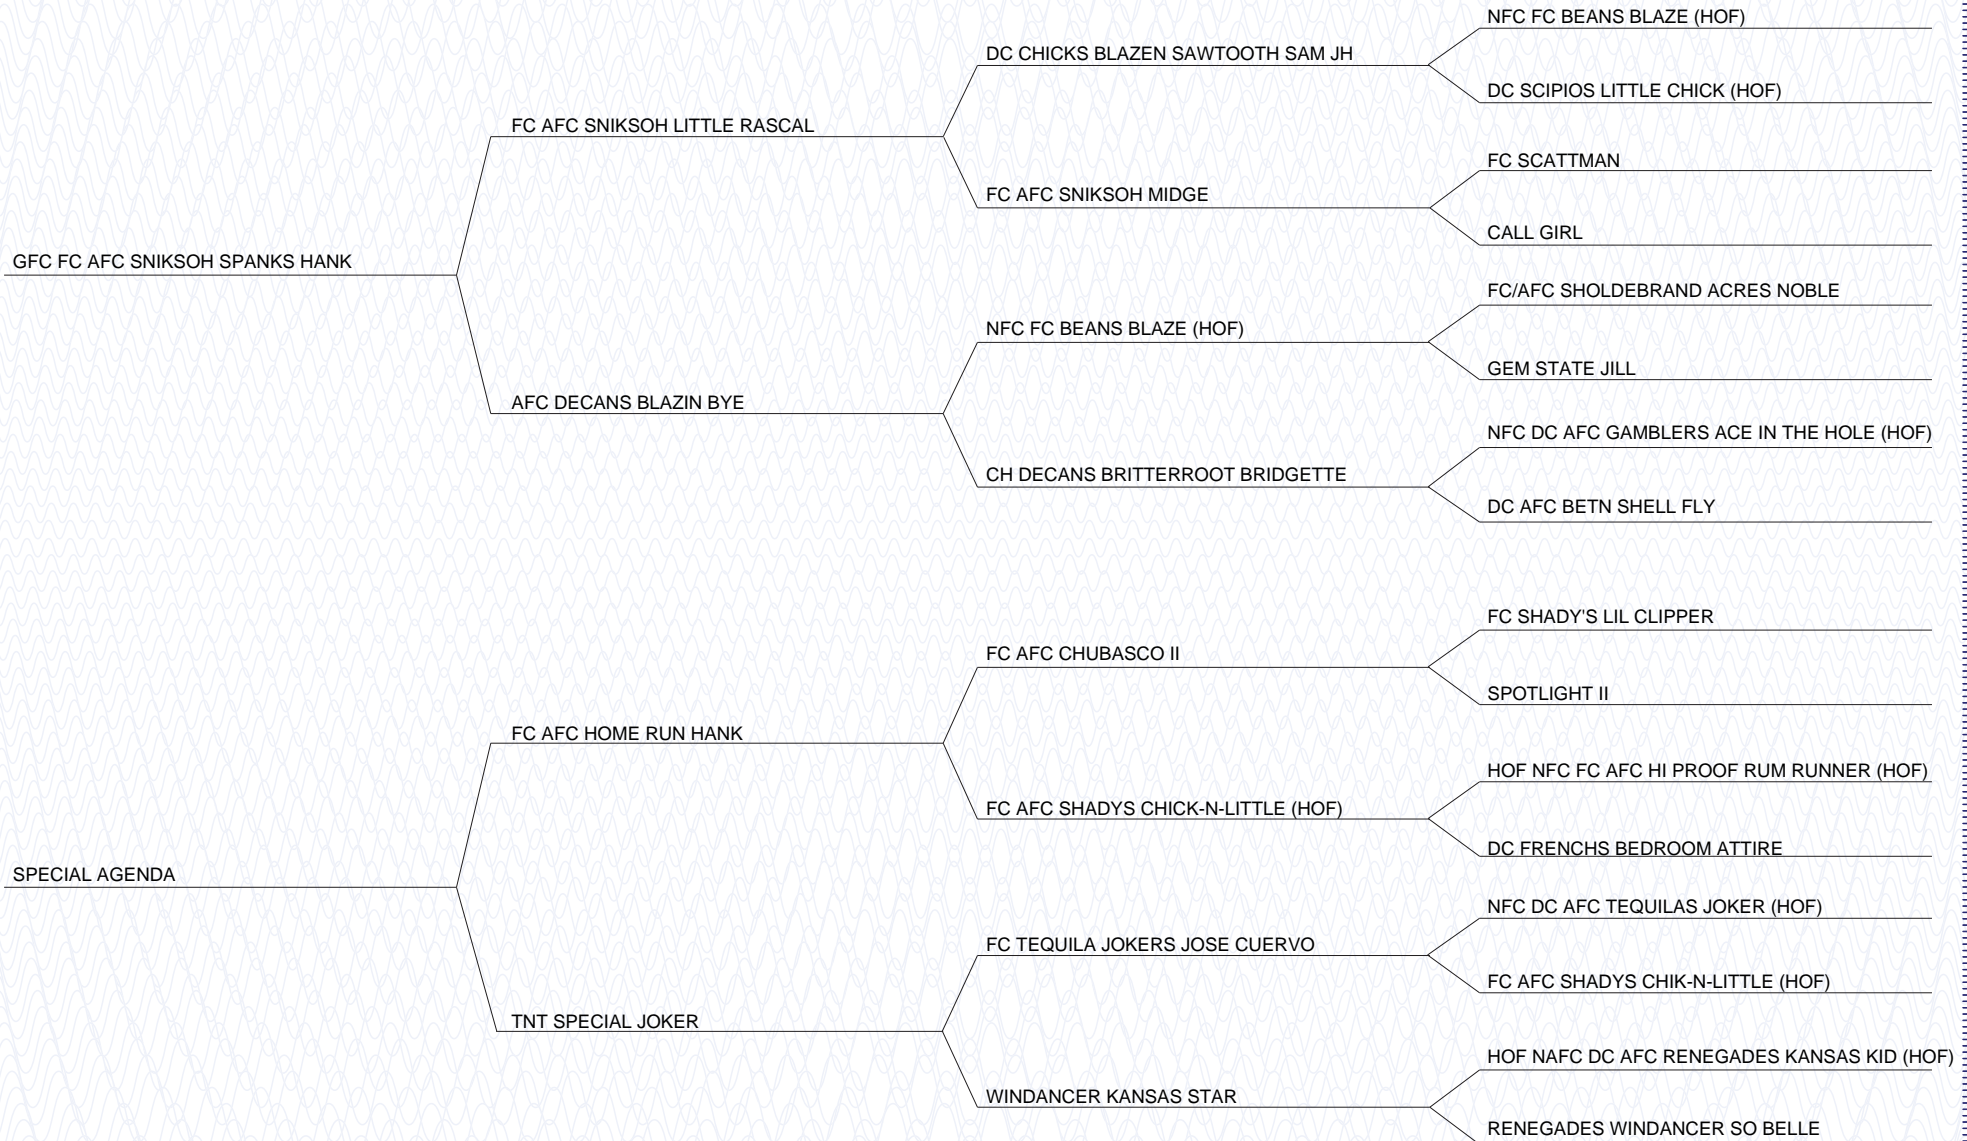 NFC FC BEANS BLAZE (HOF)
DC CHICKS BLAZEN SAWTOOTH SAM JH
DC SCIPIOS LITTLE CHICK (HOF)
FC AFC SNIKSOH LITTLE RASCAL
FC SCATTMAN
FC AFC SNIKSOH MIDGE
CALL GIRL
GFC FC AFC SNIKSOH SPANKS HANK
FC/AFC SHOLDEBRAND ACRES NOBLE
NFC FC BEANS BLAZE (HOF)
GEM STATE JILL
AFC DECANS BLAZIN BYE
NFC DC AFC GAMBLERS ACE IN THE HOLE (HOF)
CH DECANS BRITTERROOT BRIDGETTE
DC AFC BETN SHELL FLY
FC SHADY'S LIL CLIPPER
FC AFC CHUBASCO II
SPOTLIGHT II
FC AFC HOME RUN HANK
HOF NFC FC AFC HI PROOF RUM RUNNER (HOF)
FC AFC SHADYS CHICK-N-LITTLE (HOF)
DC FRENCHS BEDROOM ATTIRE
SPECIAL AGENDA
NFC DC AFC TEQUILAS JOKER (HOF)
FC TEQUILA JOKERS JOSE CUERVO
FC AFC SHADYS CHIK-N-LITTLE (HOF)
TNT SPECIAL JOKER
HOF NAFC DC AFC RENEGADES KANSAS KID (HOF)
WINDANCER KANSAS STAR
RENEGADES WINDANCER SO BELLE